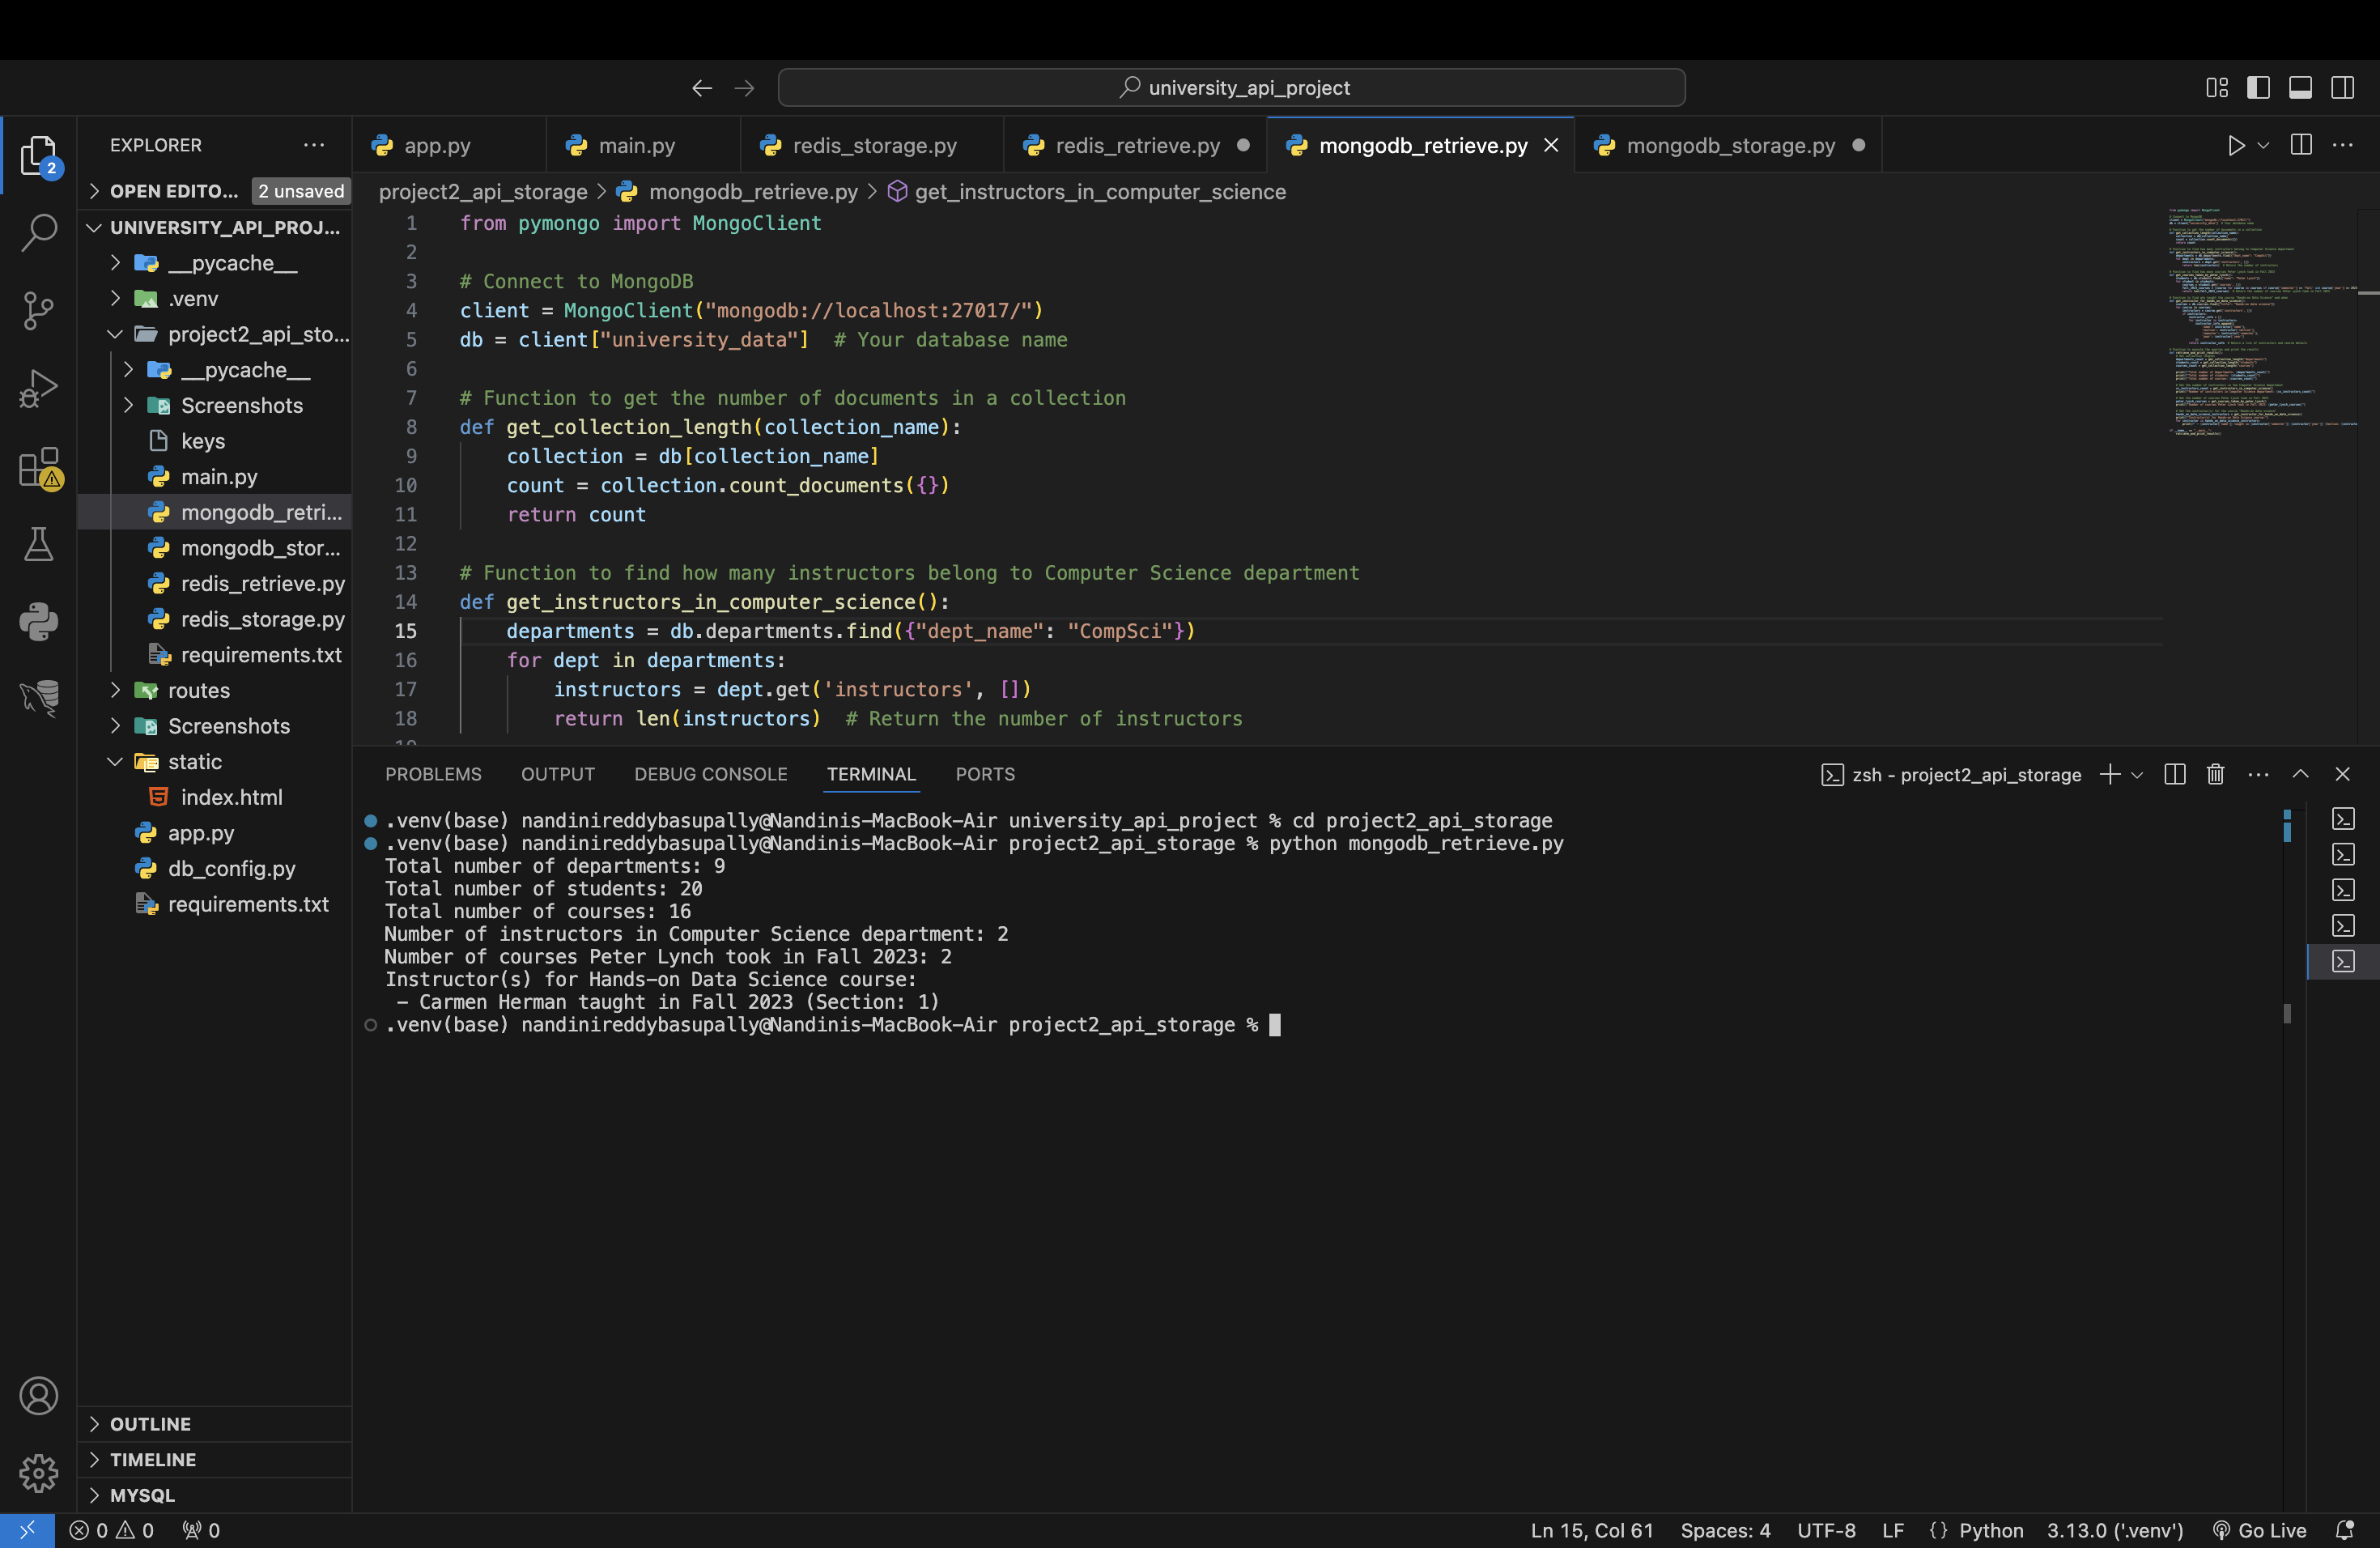 university_api_project
EXPLORER
app.py
main.py
redis_storage.py
redis_retrieve.py
mongodb_retrieve.py
mongodb_storage.py
2
OPEN EDITO... 2 unsaved
UNIVERSITY_API_PROJ...
__pycache__
.venv
project2_api_sto...
__pycache__
Screenshots
keys
main.py
mongodb_retri...
mongodb_stor...
redis_retrieve.py
redis_storage.py
requirements.txt
routes
Screenshots
static
index.html
app.py
db_config.py
requirements.txt
OUTLINE
TIMELINE
MYSQL
project2_api_storage > mongodb_retrieve.py > get_instructors_in_computer_science
1 from pymongo import MongoClient
2
3 # Connect to MongoDB
4 client = MongoClient("mongodb://localhost:27017/")
5 db = client["university_data"]  # Your database name
6
7 # Function to get the number of documents in a collection
8 def get_collection_length(collection_name):
9     collection = db[collection_name]
10     count = collection.count_documents({})
11     return count
12
13 # Function to find how many instructors belong to Computer Science department
14 def get_instructors_in_computer_science():
15     departments = db.departments.find({"dept_name": "CompSci"})
16     for dept in departments:
17         instructors = dept.get('instructors', [])
18         return len(instructors)  # Return the number of instructors
PROBLEMS OUTPUT DEBUG CONSOLE TERMINAL PORTS
zsh - project2_api_storage
.venv(base) nandinireddybasupally@Nandinis-MacBook-Air university_api_project % cd project2_api_storage
.venv(base) nandinireddybasupally@Nandinis-MacBook-Air project2_api_storage % python mongodb_retrieve.py
Total number of departments: 9
Total number of students: 20
Total number of courses: 16
Number of instructors in Computer Science department: 2
Number of courses Peter Lynch took in Fall 2023: 2
Instructor(s) for Hands-on Data Science course:
 - Carmen Herman taught in Fall 2023 (Section: 1)
.venv(base) nandinireddybasupally@Nandinis-MacBook-Air project2_api_storage %
0 0 0
Ln 15, Col 61 Spaces: 4 UTF-8 LF {} Python 3.13.0 ('.venv') Go Live